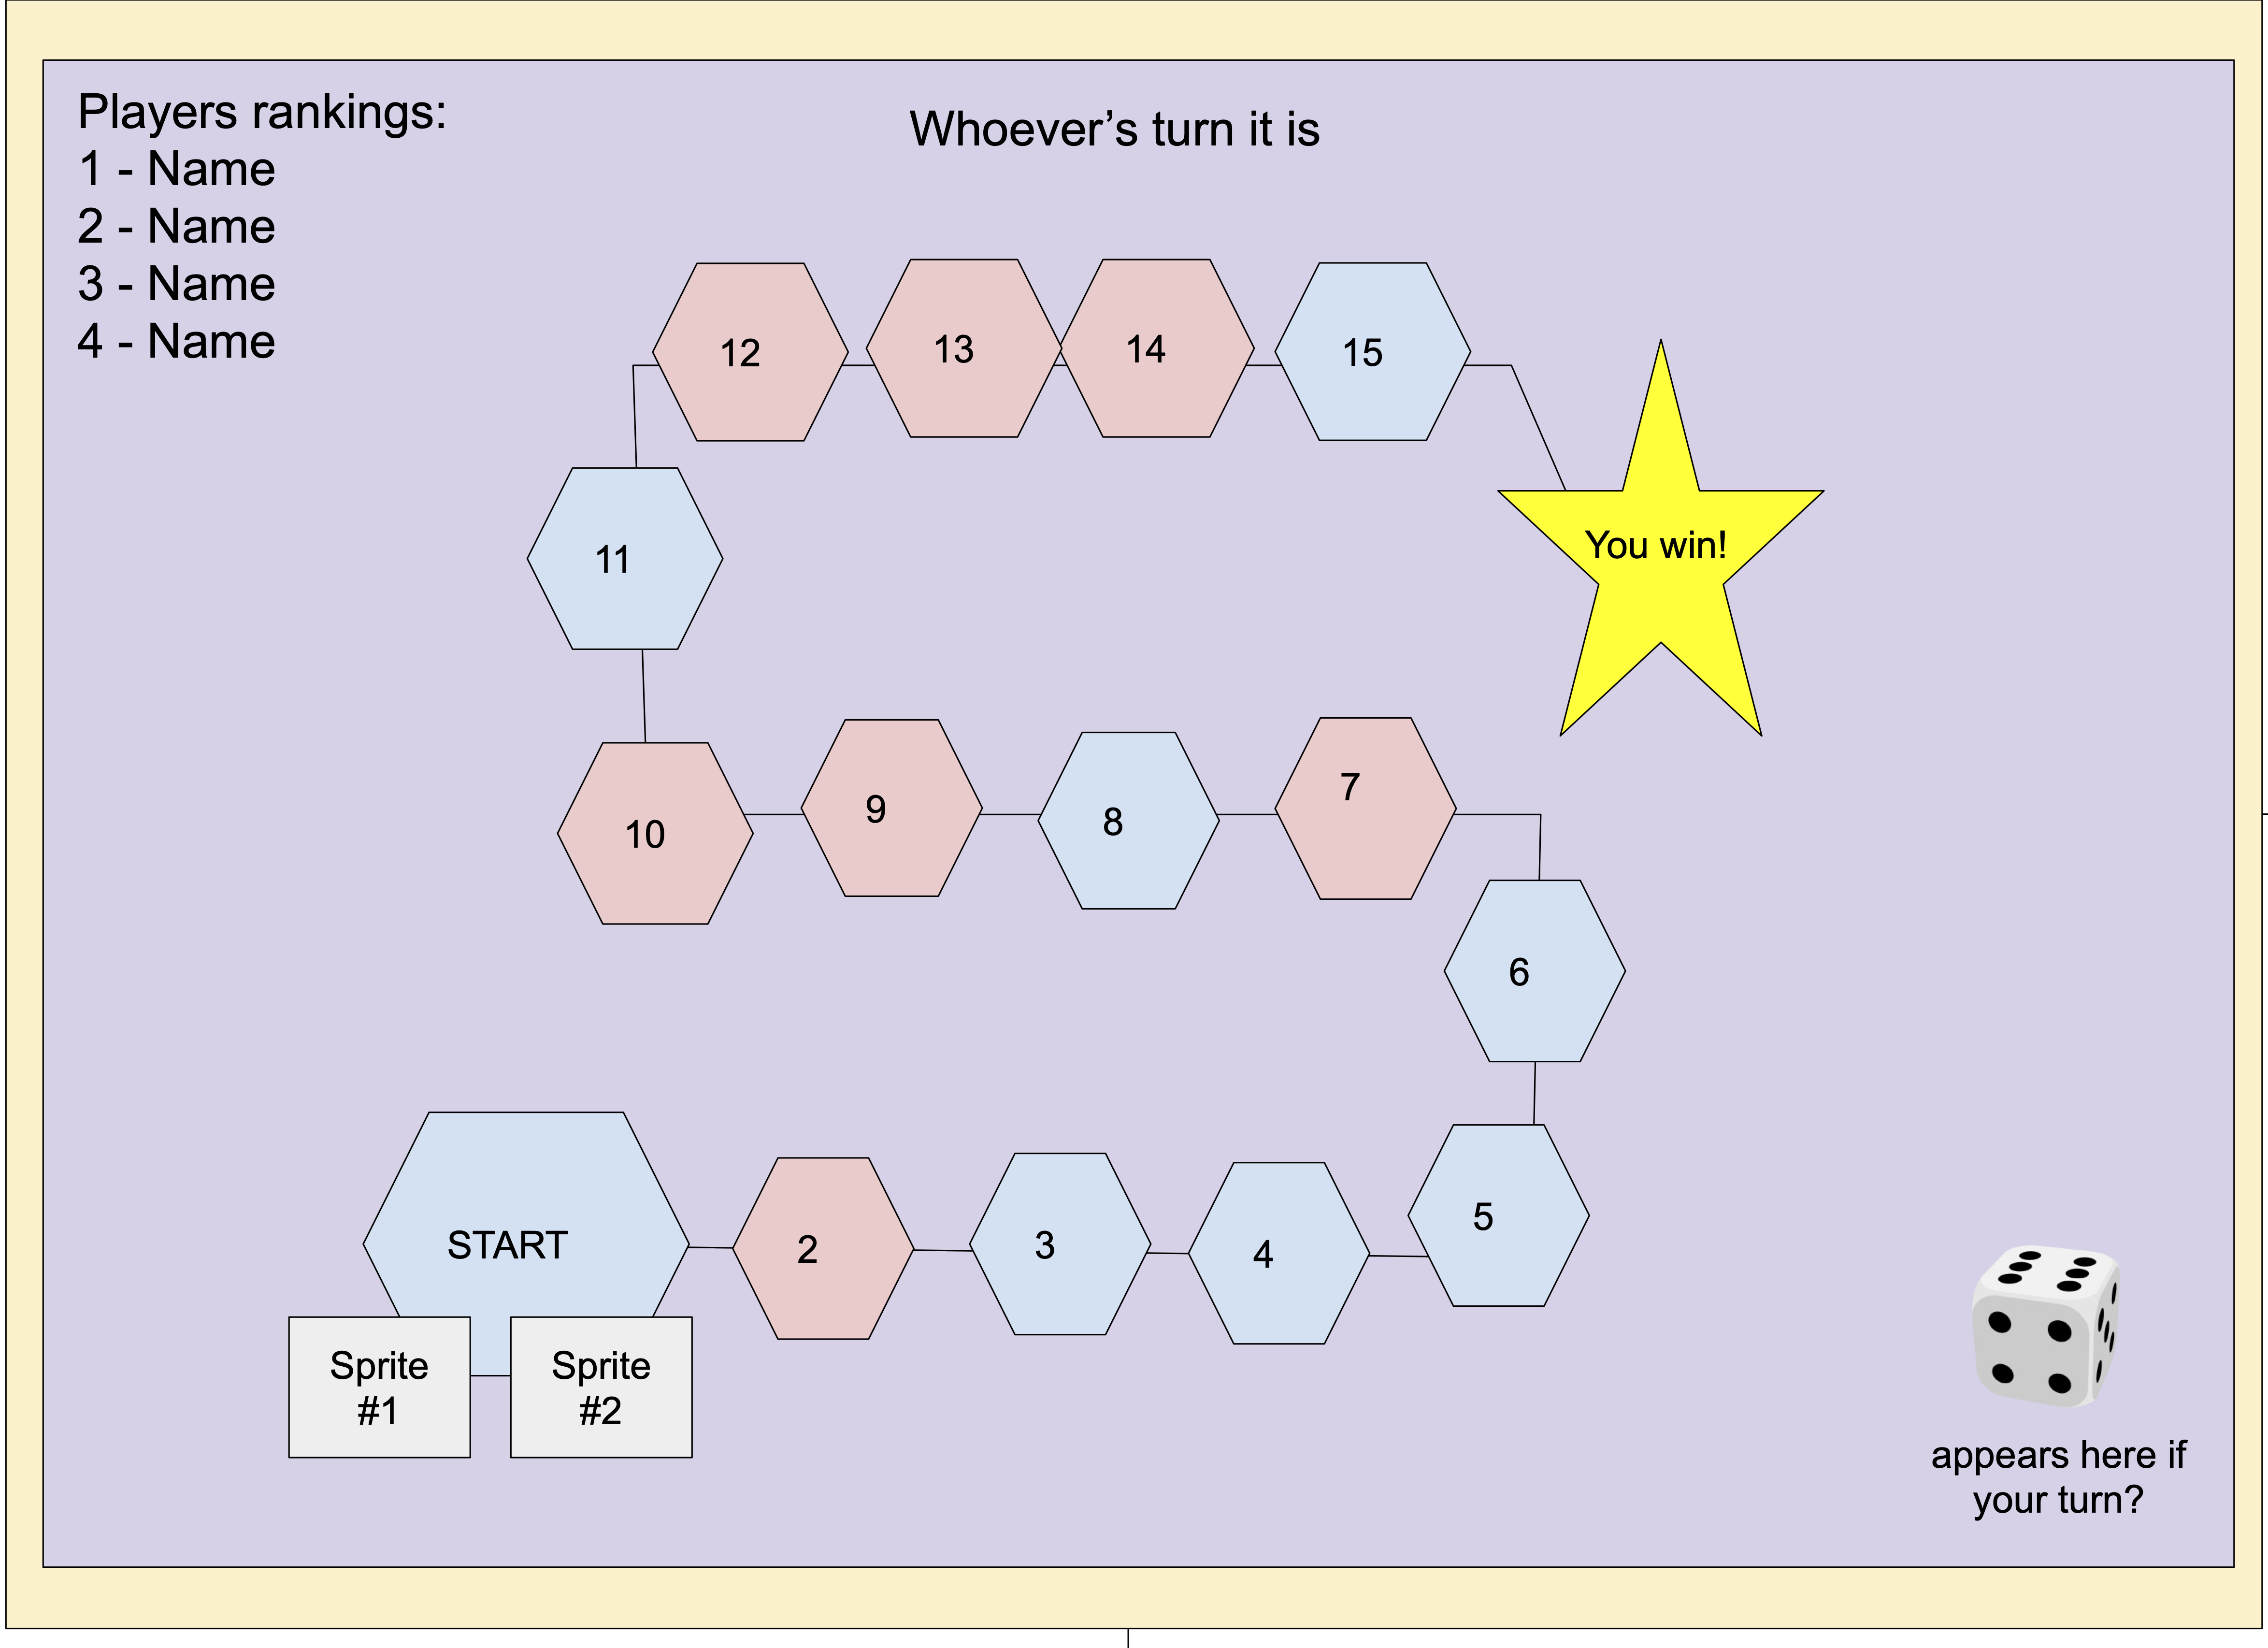 Players rankings:
1 - Name
2 - Name
3 - Name
4 - Name
Whoever’s turn it is
12
13
14
15
11
You win!
10
9
8
7
6
START
2
3
4
5
Sprite
#1
Sprite
#2
appears here if
your turn?